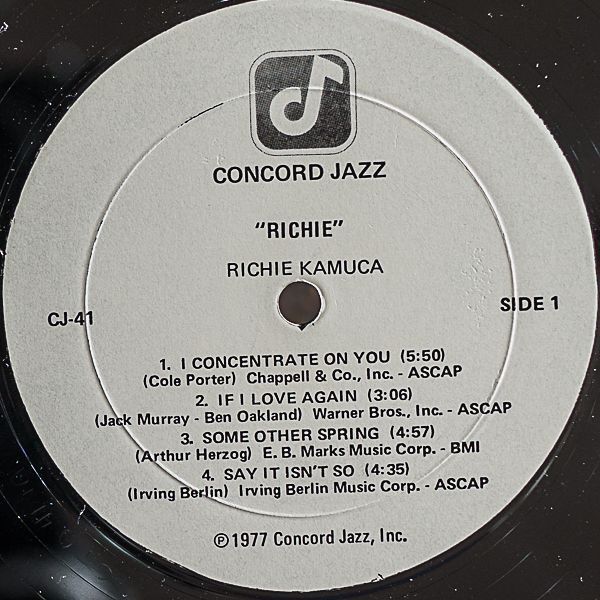 CONCORD JAZZ
"RICHIE"
RICHIE KAMUCA
CJ-41
SIDE 1
1. I CONCENTRATE ON YOU (5:50)
(Cole Porter) Chappell & Co., Inc. - ASCAP
2. IF I LOVE AGAIN (3:06)
(Jack Murray - Ben Oakland) Warner Bros., Inc. - ASCAP
3. SOME OTHER SPRING (4:57)
(Arthur Herzog) E. B. Marks Music Corp. - BMI
4. SAY IT ISN'T SO (4:35)
(Irving Berlin) Irving Berlin Music Corp. - ASCAP
℗ 1977 Concord Jazz, Inc.